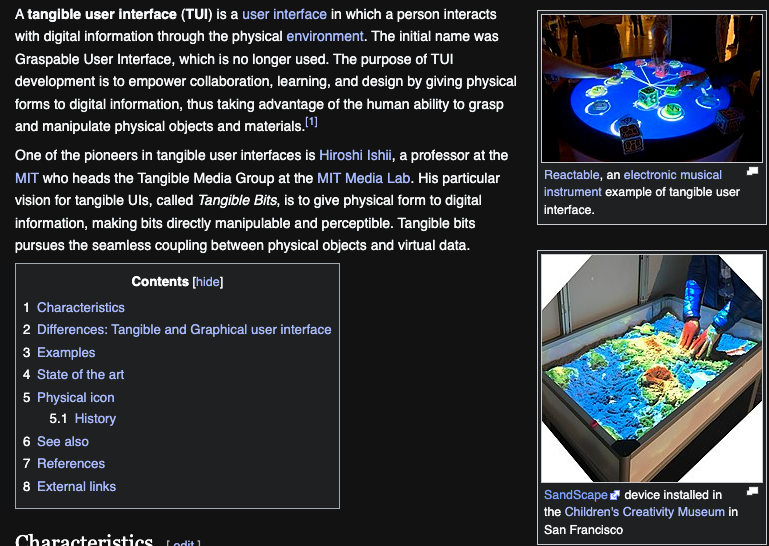 A tangible user interface (TUI) is a user interface in which a person interacts
with digital information through the physical environment. The initial name was
Graspable User Interface, which is no longer used. The purpose of TUI
development is to empower collaboration, learning, and design by giving physical
forms to digital information, thus taking advantage of the human ability to grasp
and manipulate physical objects and materials.[1]
One of the pioneers in tangible user interfaces is Hiroshi Ishii, a professor at the
MIT who heads the Tangible Media Group at the MIT Media Lab. His particular
vision for tangible UIs, called Tangible Bits, is to give physical form to digital
information, making bits directly manipulable and perceptible. Tangible bits
pursues the seamless coupling between physical objects and virtual data.
Contents [hide]
1 Characteristics
2 Differences: Tangible and Graphical user interface
3 Examples
4 State of the art
5 Physical icon
5.1 History
6 See also
7 References
8 External links
Characteristics [ edit ]
Reactable, an electronic musical
instrument example of tangible user
interface.
SandScape device installed in
the Children's Creativity Museum in
San Francisco